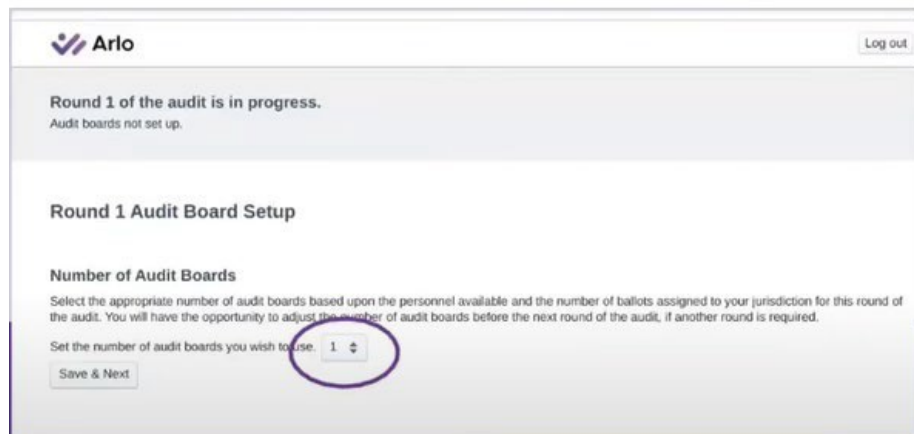 Arlo
Log out
Round 1 of the audit is in progress.
Audit boards not set up.
Round 1 Audit Board Setup
Number of Audit Boards
Select the appropriate number of audit boards based upon the personnel available and the number of ballots assigned to your jurisdiction for this round of
the audit. You will have the opportunity to adjust the number of audit boards before the next round of the audit, if another round is required.
Set the number of audit boards you wish to use. 1
Save & Next